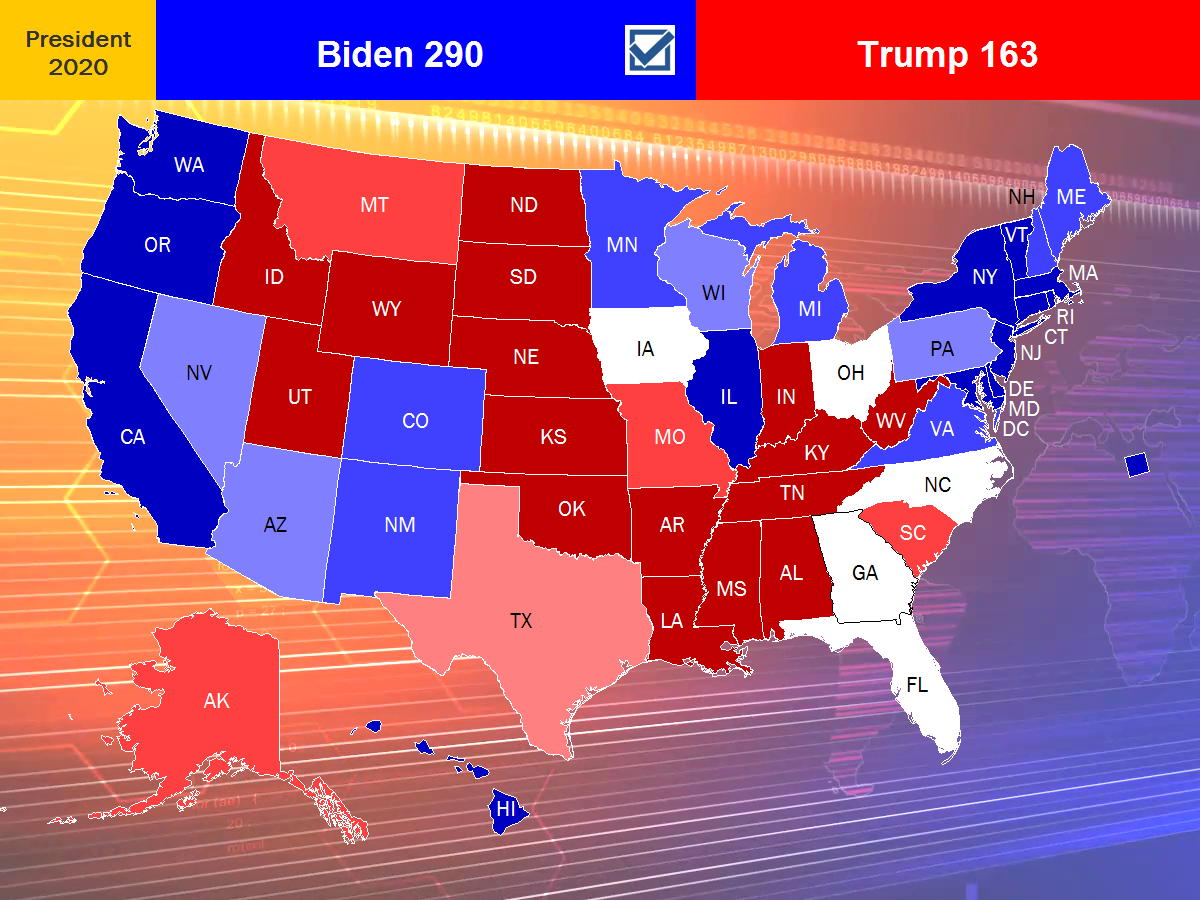 President
2020
Biden 290
Trump 163
WA
OR
CA
NV
ID
MT
WY
UT
AZ
CO
NM
ND
SD
NE
KS
OK
TX
MN
IA
MO
AR
LA
WI
IL
MI
IN
OH
KY
TN
MS
AL
GA
FL
SC
NC
VA
WV
PA
NY
VT
NH
ME
MA
RI
CT
NJ
DE
MD
DC
AK
HI